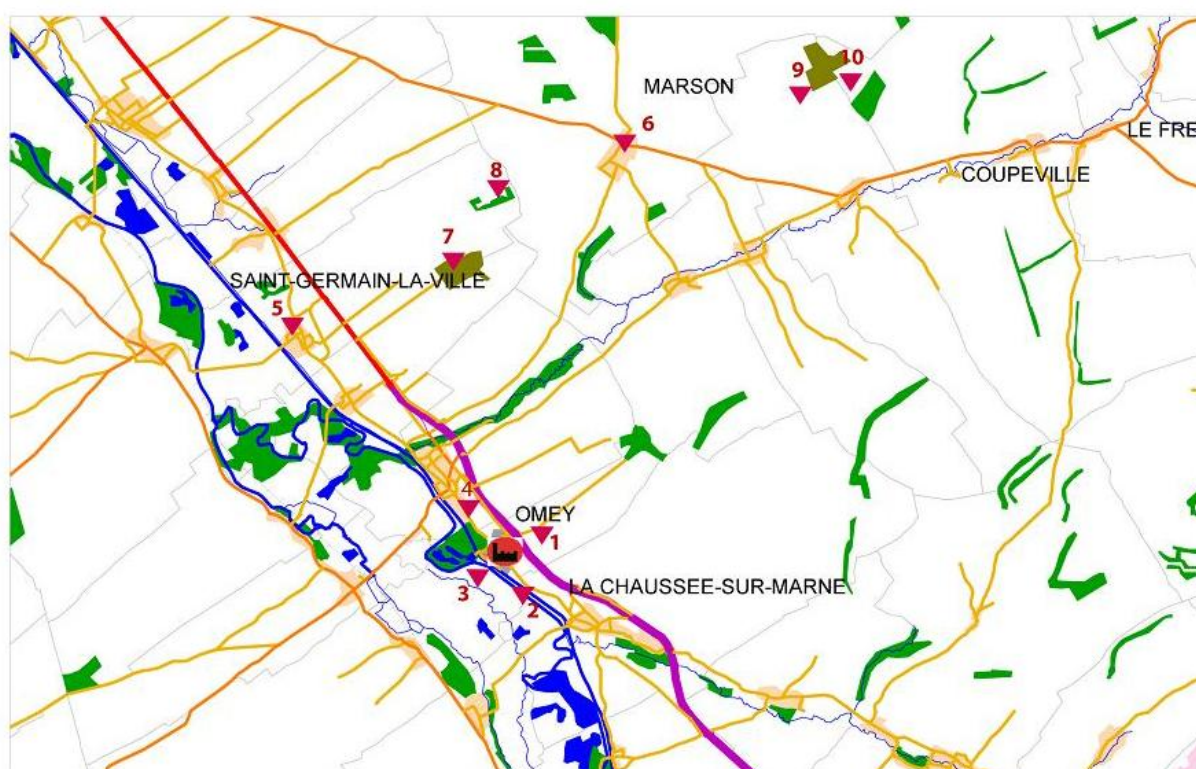 9
10
MARSON
6
LE FRE
COUPEVILLE
8
7
SAINT-GERMAIN-LA-VILLE
5
4
OMEY
1
3
LA CHAUSSEE-SUR-MARNE
2